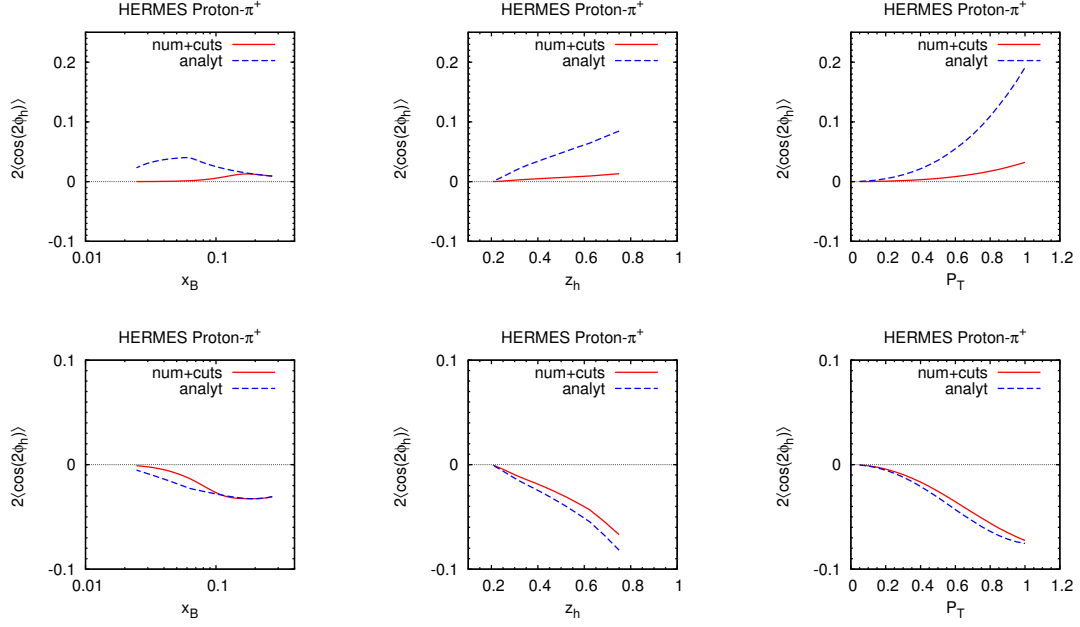 HERMES Proton-π⁺
num+cuts
analyt
2⟨cos(2ϕₕ)⟩
0.2
0.1
0
-0.1
0.01
0.1
x_B
HERMES Proton-π⁺
num+cuts
analyt
2⟨cos(2ϕₕ)⟩
0.2
0.1
0
-0.1
0.2
0.4
0.6
0.8
1
z_h
HERMES Proton-π⁺
num+cuts
analyt
2⟨cos(2ϕₕ)⟩
0.2
0.1
0
-0.1
0
0.2
0.4
0.6
0.8
1
1.2
P_T
HERMES Proton-π⁺
num+cuts
analyt
2⟨cos(2ϕₕ)⟩
0.1
0
-0.1
0.01
0.1
x_B
HERMES Proton-π⁺
num+cuts
analyt
2⟨cos(2ϕₕ)⟩
0.1
0
-0.1
0.2
0.4
0.6
0.8
1
z_h
HERMES Proton-π⁺
num+cuts
analyt
2⟨cos(2ϕₕ)⟩
0.1
0
-0.1
0
0.2
0.4
0.6
0.8
1
1.2
P_T